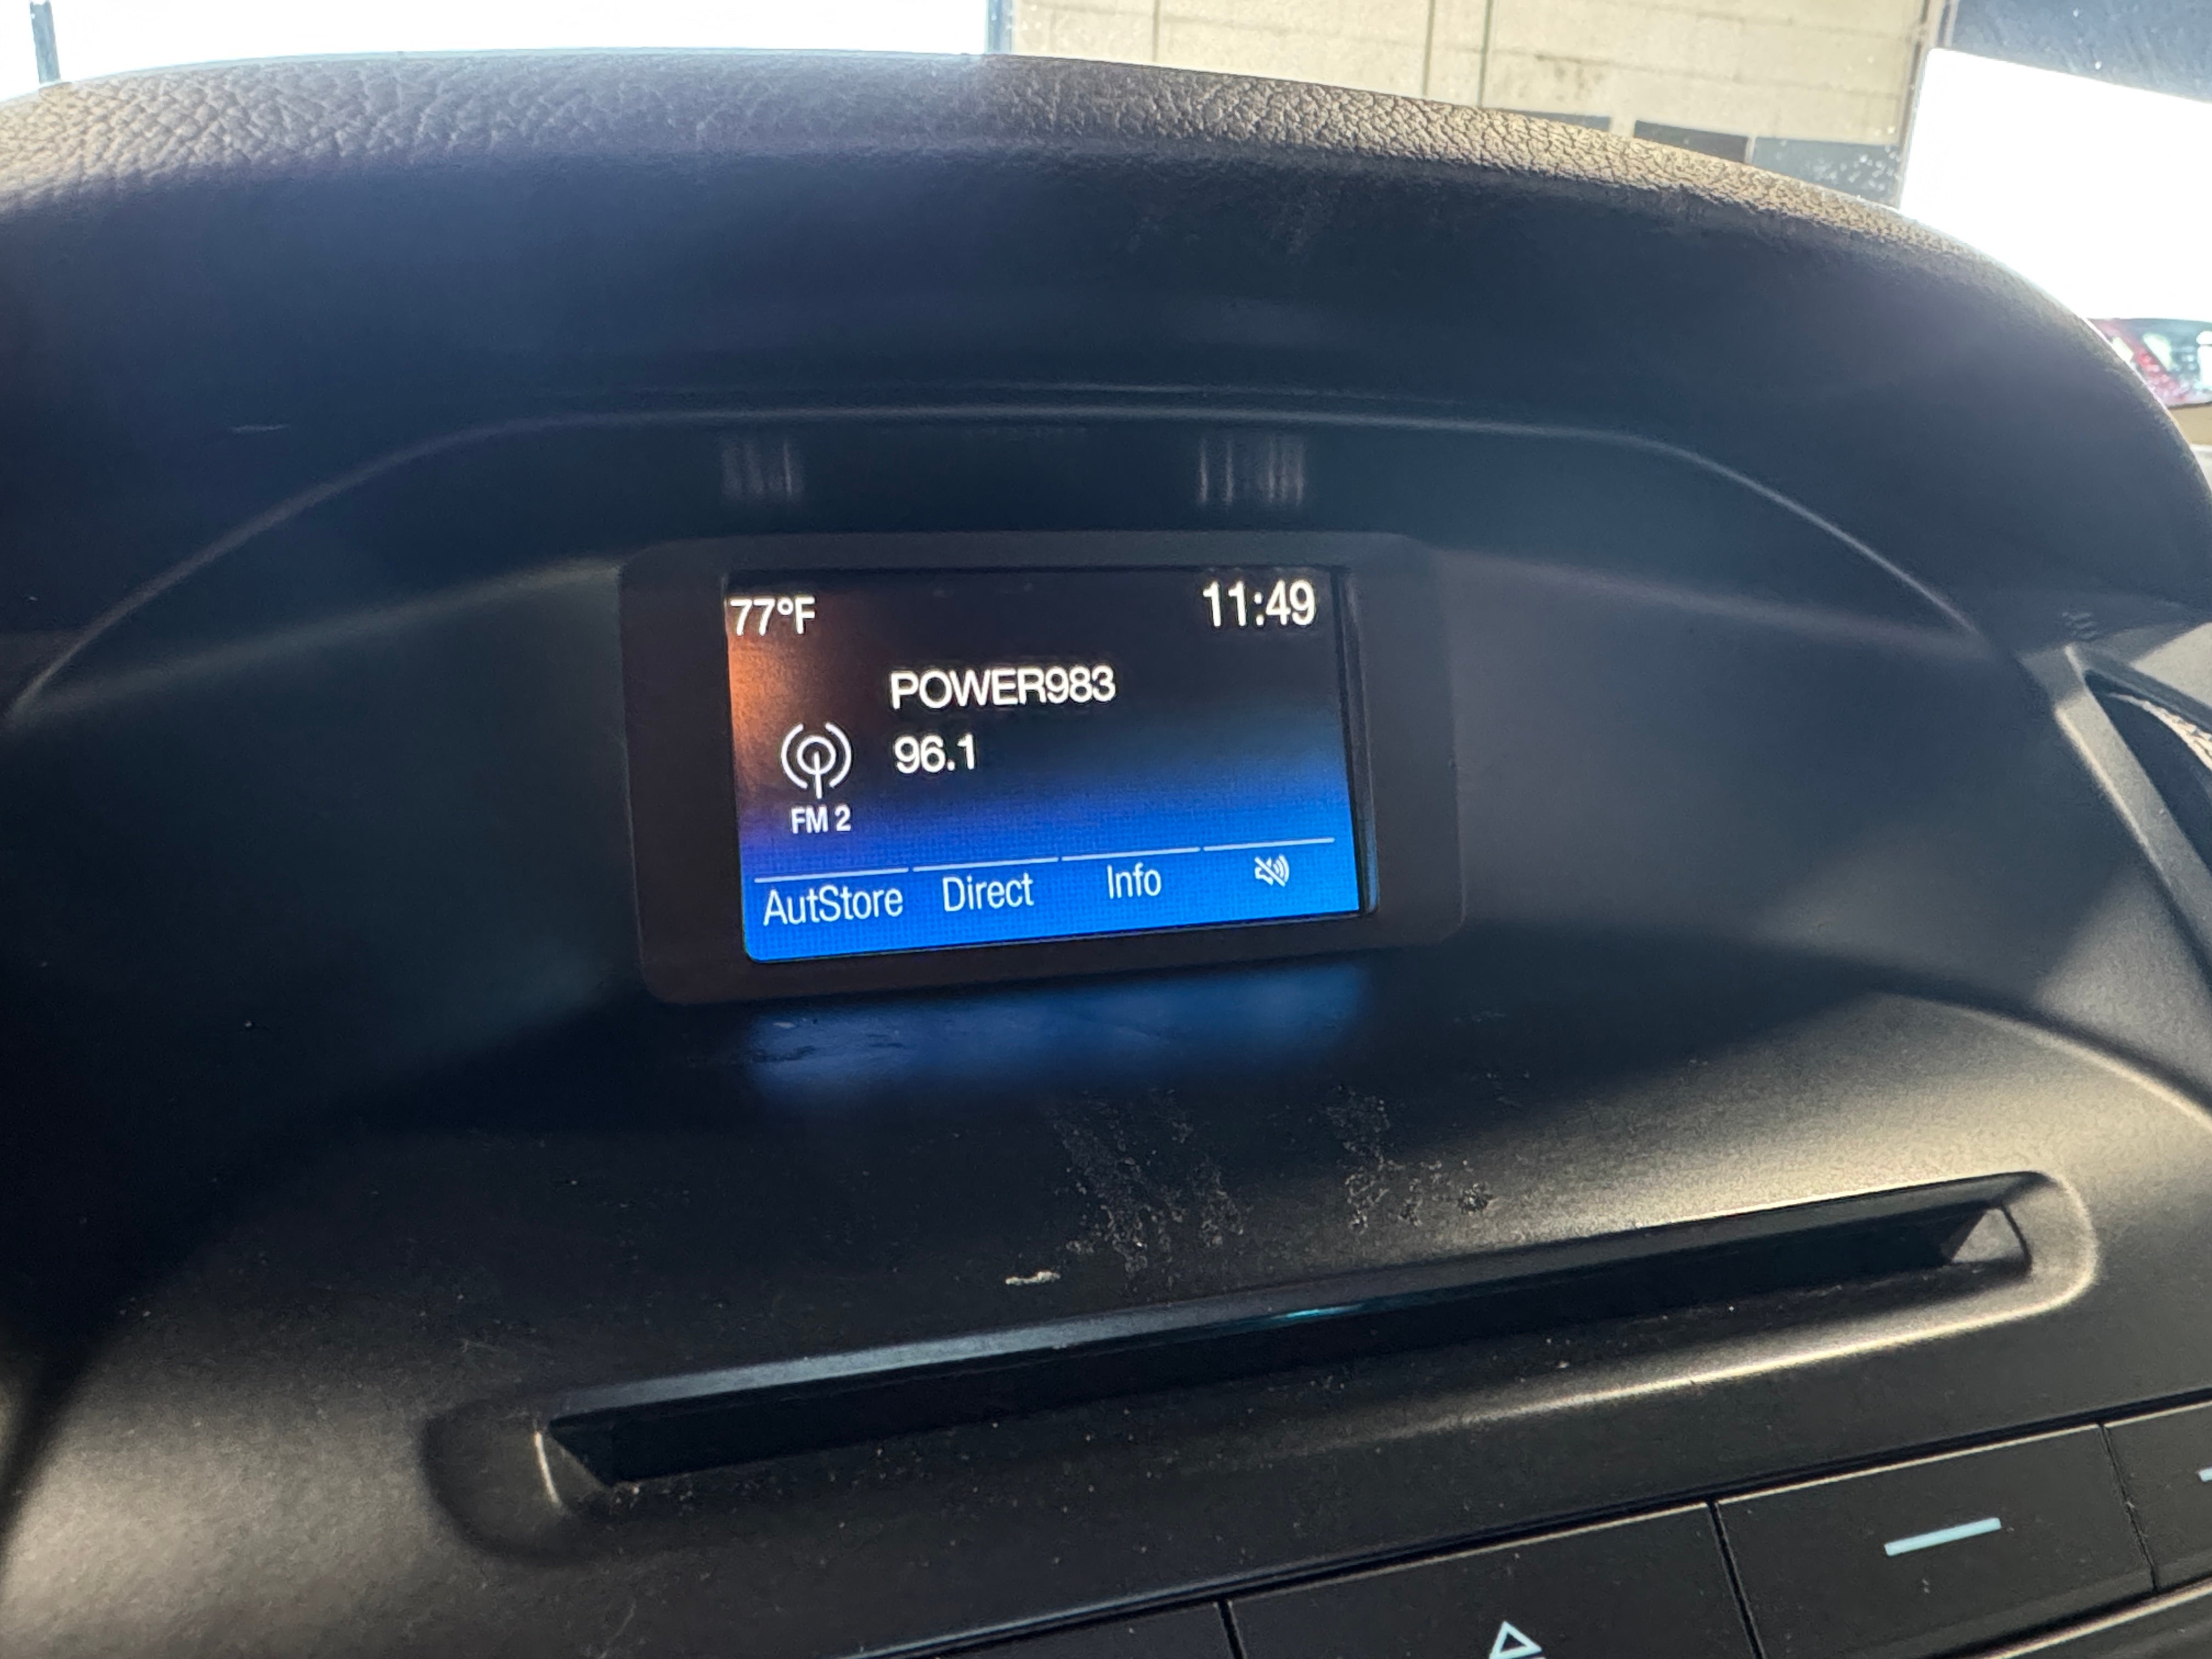 77°F 11:49
POWER983
96.1
FM 2
AutStore Direct Info